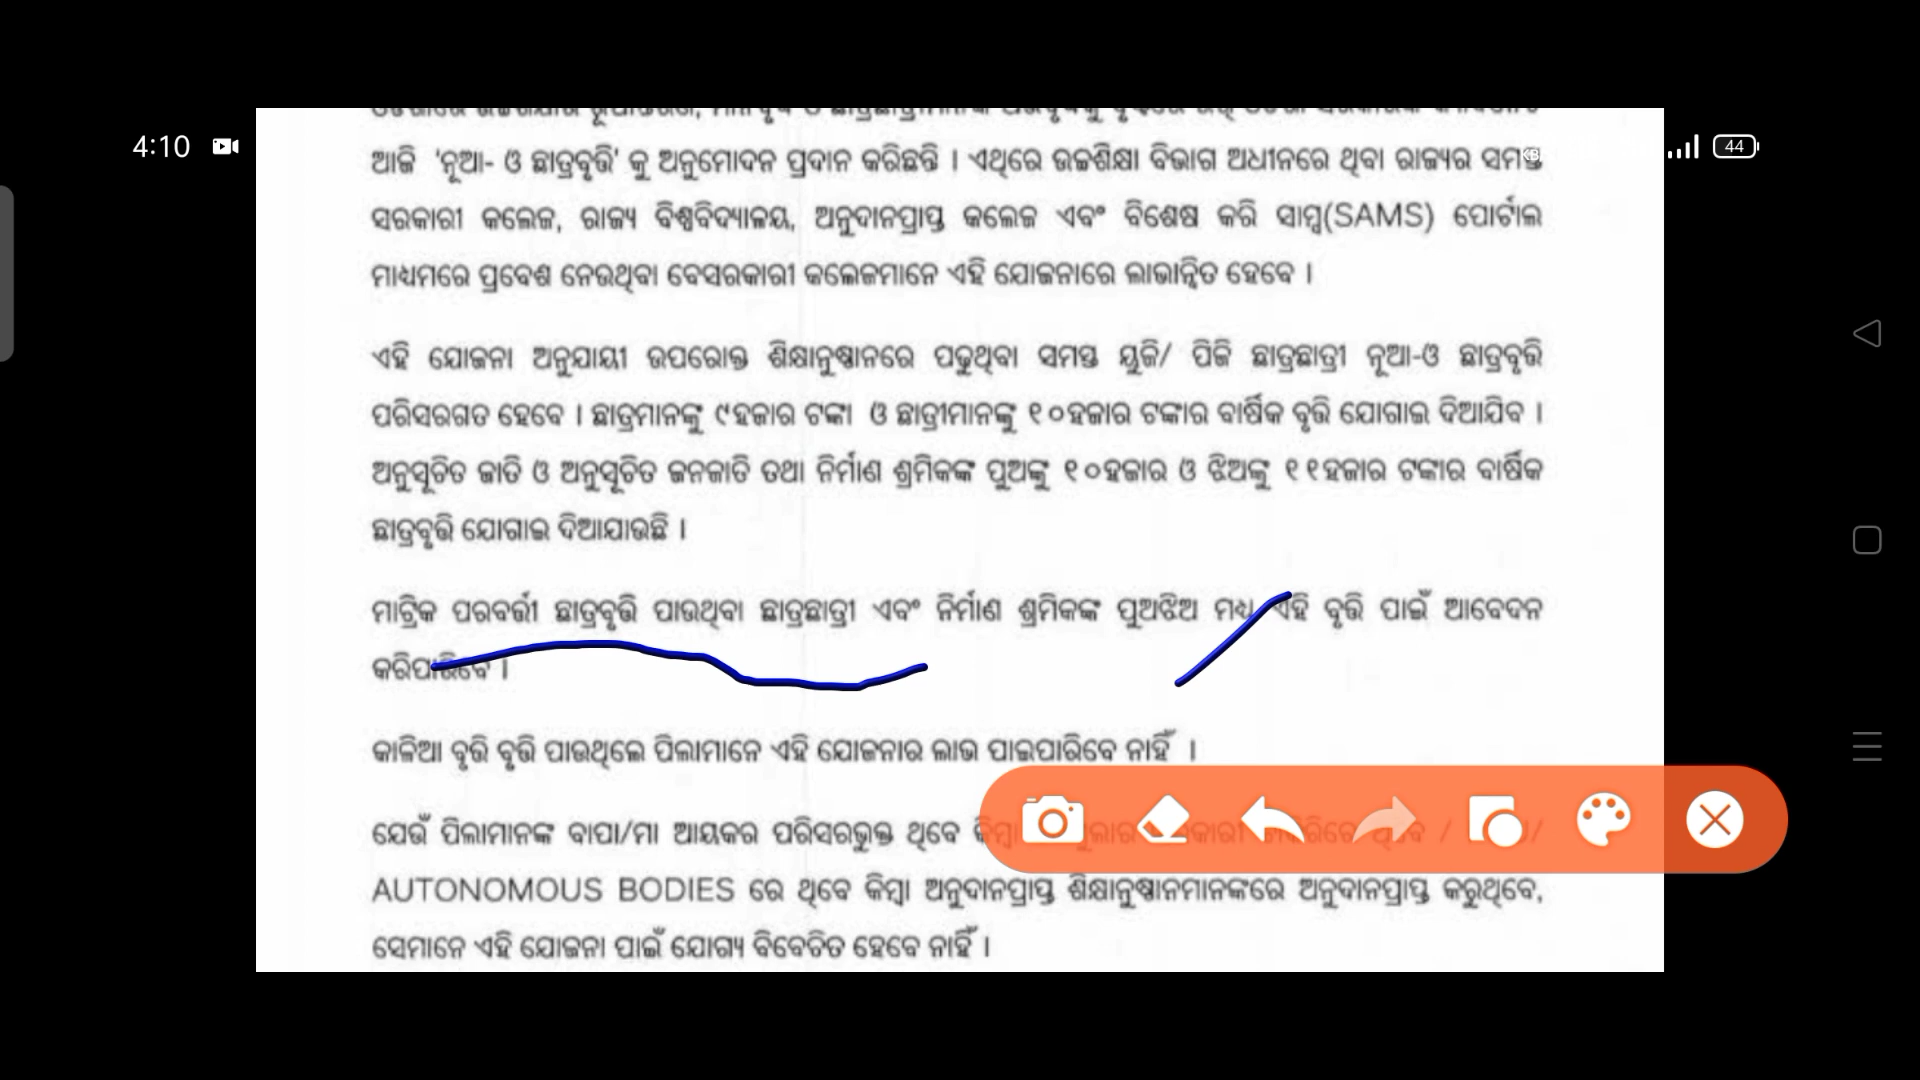 4:10
44
ଆଜି 'ନୂଆ- ଓ ଛାତ୍ରବୃତ୍ତି' କୁ ଅନୁମୋଦନ ପ୍ରଦାନ କରିଛନ୍ତି । ଏଥିରେ ଉଚ୍ଚଶିକ୍ଷା ବିଭାଗ ଅଧୀନରେ ଥିବା ରାଜ୍ୟର ସମସ୍ତ
ସରକାରୀ କଲେଜ, ରାଜ୍ୟ ବିଶ୍ଵବିଦ୍ୟାଳୟ, ଅନୁଦାନପ୍ରାପ୍ତ କଲେଜ ଏବଂ ବିଶେଷ କରି ସାମ୍ସ(SAMS) ପୋର୍ଟାଲ
ମାଧ୍ୟମରେ ପ୍ରବେଶ ନେଉଥିବା ବେସରକାରୀ କଲେଜମାନେ ଏହି ଯୋଜନାରେ ଲାଭାନ୍ବିତ ହେବେ ।
ଏହି ଯୋଜନା ଅନୁଯାୟୀ ଉପରୋକ୍ତ ଶିକ୍ଷାନୁଷ୍ଠାନରେ ପଢୁଥିବା ସମସ୍ତ ୟୁଜି/ ପିଜି ଛାତ୍ରଛାତ୍ରୀ ନୂଆ-ଓ ଛାତ୍ରବୃତ୍ତି
ପରିସରଗତ ହେବେ । ଛାତ୍ରମାନଙ୍କୁ ୯ହଜାର ଟଙ୍କା ଓ ଛାତ୍ରୀମାନଙ୍କୁ ୧୦ହଜାର ଟଙ୍କାର ବାର୍ଷିକ ବୃତ୍ତି ଯୋଗାଇ ଦିଆଯିବ ।
ଅନୁସୂଚିତ ଜାତି ଓ ଅନୁସୂଚିତ ଜନଜାତି ତଥା ନିର୍ମାଣ ଶ୍ରମିକଙ୍କ ପୁଅଙ୍କୁ ୧୦ହଜାର ଓ ଝିଅଙ୍କୁ ୧୧ହଜାର ଟଙ୍କାର ବାର୍ଷିକ
ଛାତ୍ରବୃତ୍ତି ଯୋଗାଇ ଦିଆଯାଉଛି ।
ମାଟ୍ରିକ ପରବର୍ତ୍ତୀ ଛାତ୍ରବୃତ୍ତି ପାଉଥିବା ଛାତ୍ରଛାତ୍ରୀ ଏବଂ ନିର୍ମାଣ ଶ୍ରମିକଙ୍କ ପୁଅଝିଅ ମଧ୍ୟ ଏହି ବୃତ୍ତି ପାଇଁ ଆବେଦନ
କରିପାରିବେ ।
କାଳିଆ ବୃତ୍ତି ବୃତ୍ତି ପାଉଥିଲେ ପିଲାମାନେ ଏହି ଯୋଜନାର ଲାଭ ପାଇପାରିବେ ନାହିଁ ।
ଯେଉଁ ପିଲାମାନଙ୍କ ବାପା/ମା ଆୟକର ପରିସରଭୁକ୍ତ ଥିବେ କିମ୍ବା
AUTONOMOUS BODIES ରେ ଥିବେ କିମ୍ବା ଅନୁଦାନପ୍ରାପ୍ତ ଶିକ୍ଷାନୁଷ୍ଠାନମାନଙ୍କରେ ଅନୁଦାନପ୍ରାପ୍ତ କରୁଥିବେ,
ସେମାନେ ଏହି ଯୋଜନା ପାଇଁ ଯୋଗ୍ୟ ବିବେଚିତ ହେବେ ନାହିଁ ।